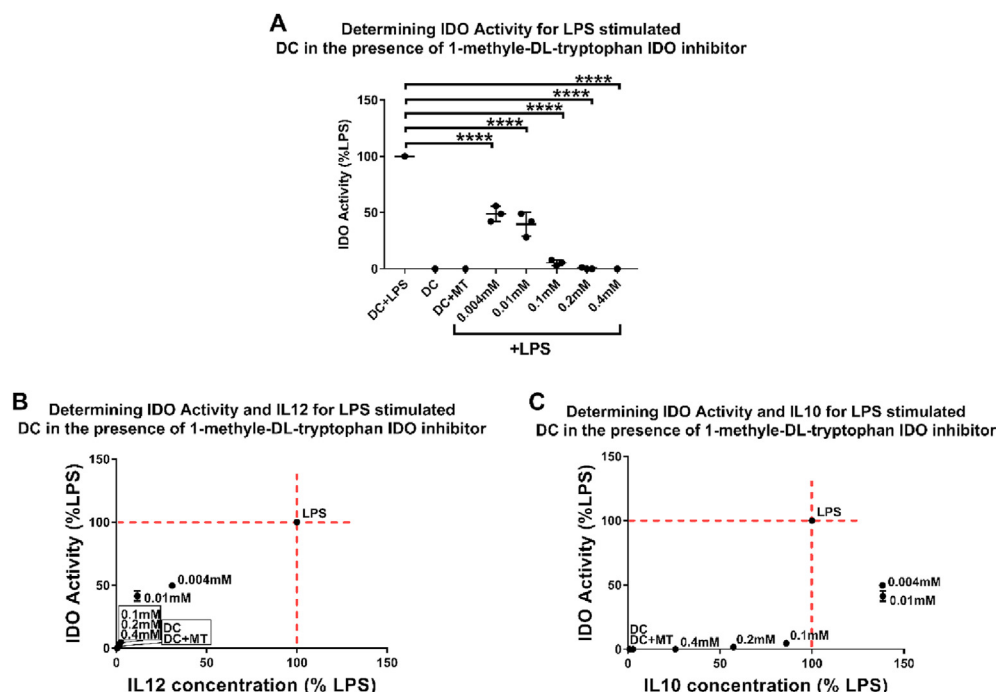 A
Determining IDO Activity for LPS stimulated
DC in the presence of 1-methyle-DL-tryptophan IDO inhibitor
****
****
****
****
****
IDO Activity (%LPS)
150
100
50
0
DC+LPS
DC
DC+MT
0.004mM
0.01mM
0.1mM
0.2mM
0.4mM
+LPS
B
Determining IDO Activity and IL12 for LPS stimulated
DC in the presence of 1-methyle-DL-tryptophan IDO inhibitor
IDO Activity (%LPS)
150
100
50
0
LPS
0.004mM
0.01mM
0.1mM
0.2mM
0.4mM
DC
DC+MT
0
50
100
150
IL12 concentration (% LPS)
C
Determining IDO Activity and IL10 for LPS stimulated
DC in the presence of 1-methyle-DL-tryptophan IDO inhibitor
IDO Activity (%LPS)
150
100
50
0
LPS
0.004mM
0.01mM
DC
DC+MT
0.4mM
0.2mM
0.1mM
0
50
100
150
IL10 concentration (% LPS)